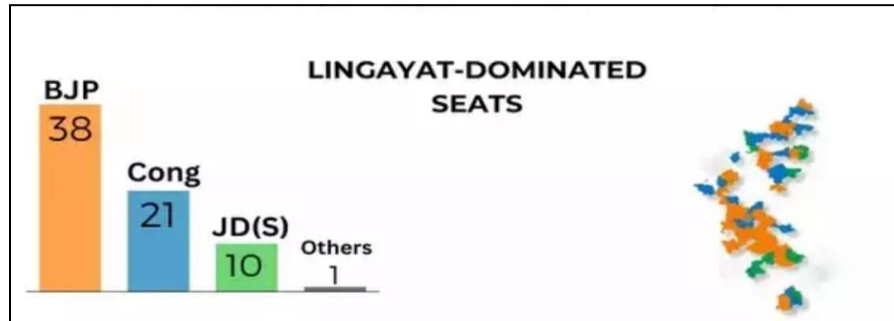 LINGAYAT-DOMINATED
SEATS
BJP
38
Cong
21
JD(S)
10
Others
1